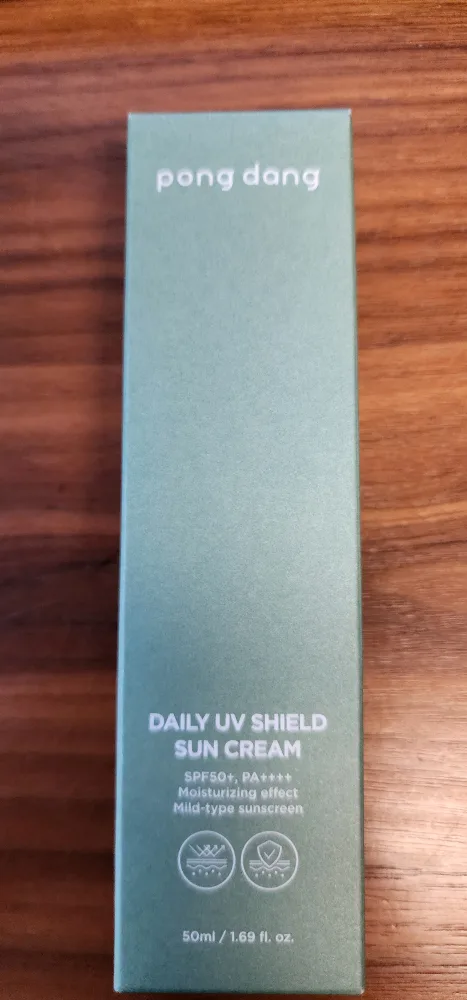 pong dang
DAILY UV SHIELD
SUN CREAM
SPF50+, PA++++
Moisturizing effect
Mild-type sunscreen
50ml / 1.69 fl. oz.